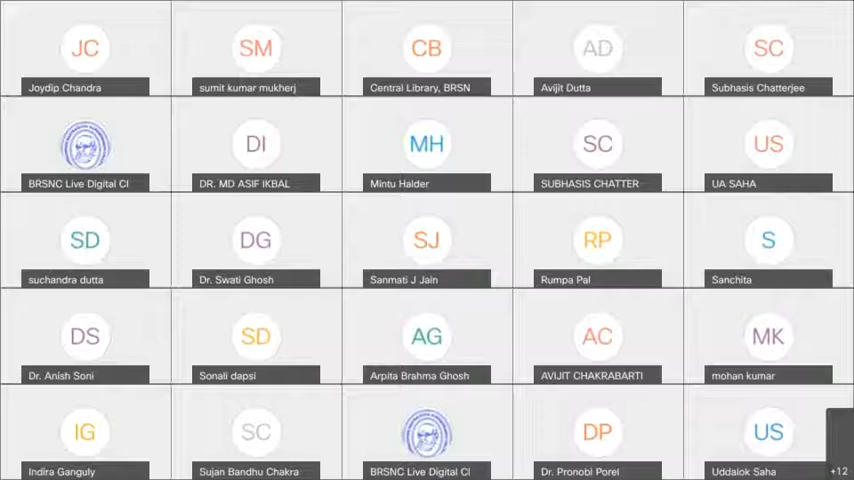 JC
SM
CB
AD
SC
Joydip Chandra
sumit kumar mukherj
Central Library, BRSN
Avijit Dutta
Subhasis Chatterjee
DI
MH
SC
US
BRSNC Live Digital Cl
DR. MD ASIF IKBAL
Mintu Halder
SUBHASIS CHATTER
UA SAHA
SD
DG
SJ
RP
S
suchandra dutta
Dr. Swati Ghosh
Sanmati J Jain
Rumpa Pal
Sanchita
DS
SD
AG
AC
MK
Dr. Anish Soni
Sonali dapsi
Arpita Brahma Ghosh
AVIJIT CHAKRABARTI
mohan kumar
IG
SC
DP
US
Indira Ganguly
Sujan Bandhu Chakra
BRSNC Live Digital Cl
Dr. Pronobi Porel
Uddalok Saha
+12